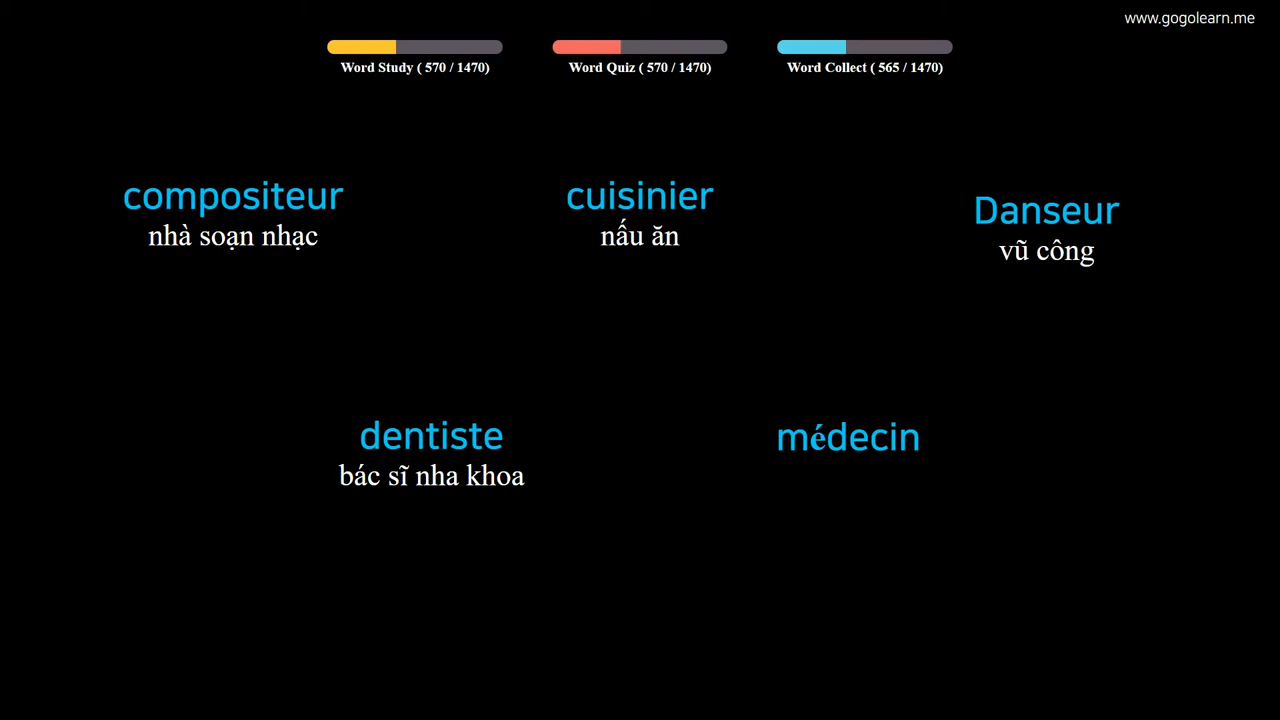 www.gogolearn.me
Word Study ( 570 / 1470)
Word Quiz ( 570 / 1470)
Word Collect ( 565 / 1470)
compositeur
nhà soạn nhạc
cuisinier
nấu ăn
Danseur
vũ công
dentiste
bác sĩ nha khoa
médecin